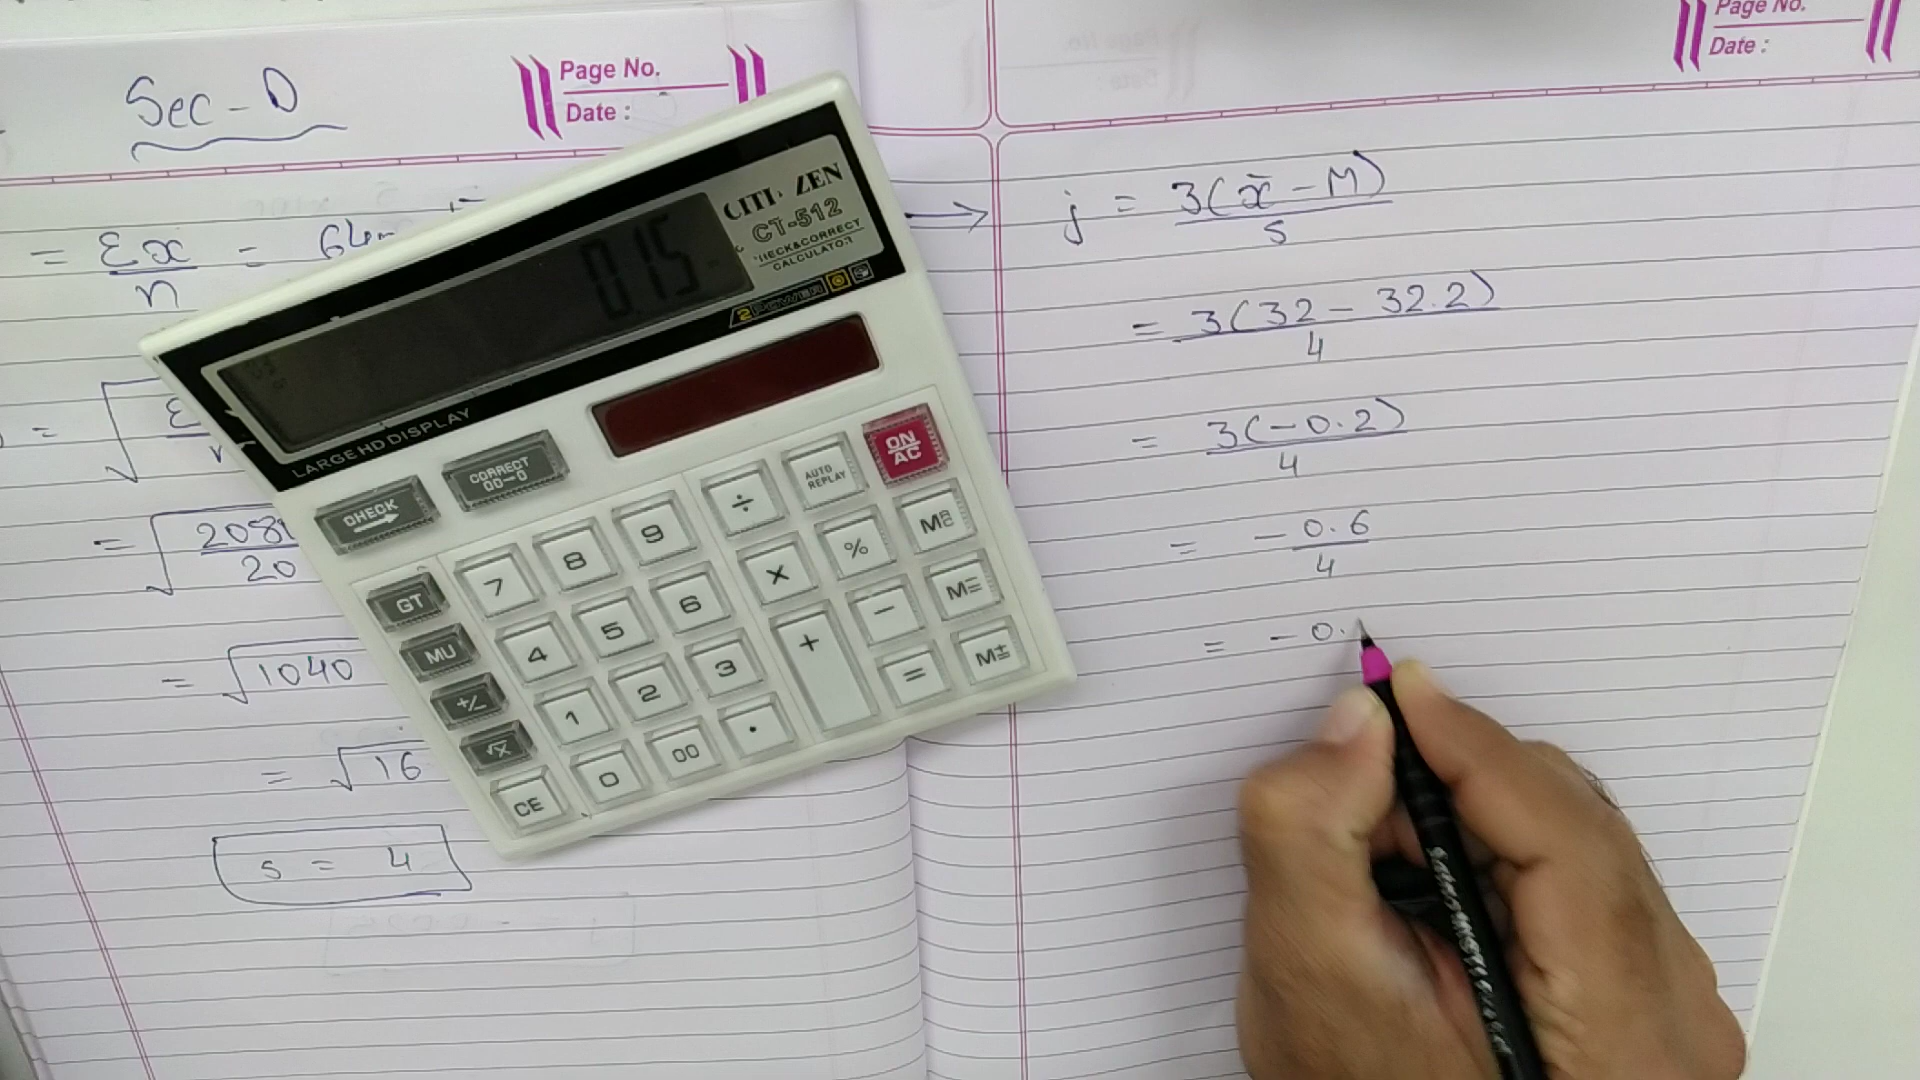 Sec - D
Page No.
Date :
= Σx/n = 64
=
= √2080/20
= √1040
= √16
s = 4
CITIZEN
CT-512
CHECK&CORRECT
CALCULATOR
2 POWER
0.15
LARGE HD DISPLAY
CHECK → CORRECT 00→0
÷ AUTO REPLAY ON/AC
GT 7 8 9 X % MRC
MU 4 5 6 + − M−
+/− 1 2 3 = M+
√X 0 00 .
CE
Page No.
Date :
→ j = 3(x̄ - M)/s
= 3(32 - 32.2)/4
= 3(-0.2)/4
= -0.6/4
= -0.